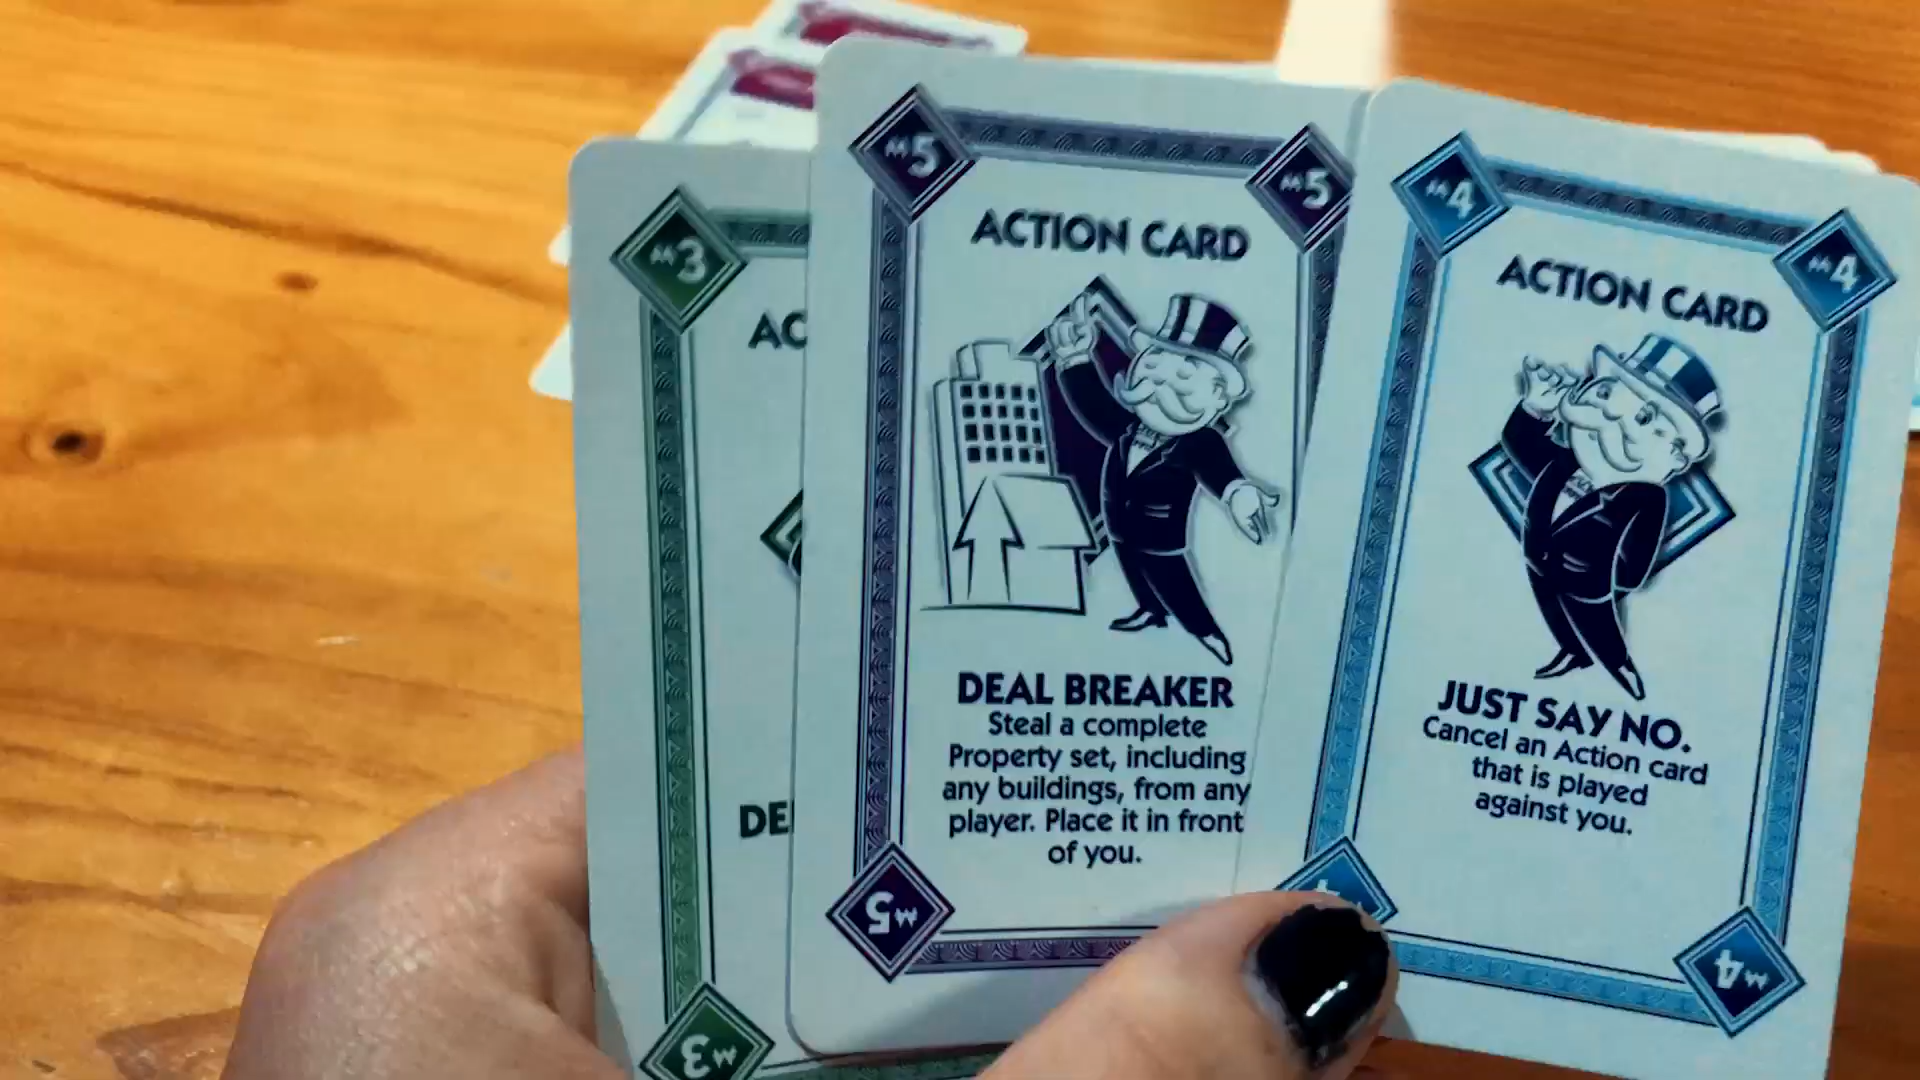 M3
AC
DE
M3
M5
M5
ACTION CARD
DEAL BREAKER
Steal a complete
Property set, including
any buildings, from any
player. Place it in front
of you.
M5
M4
M4
ACTION CARD
JUST SAY NO.
Cancel an Action card
that is played
against you.
4
M4